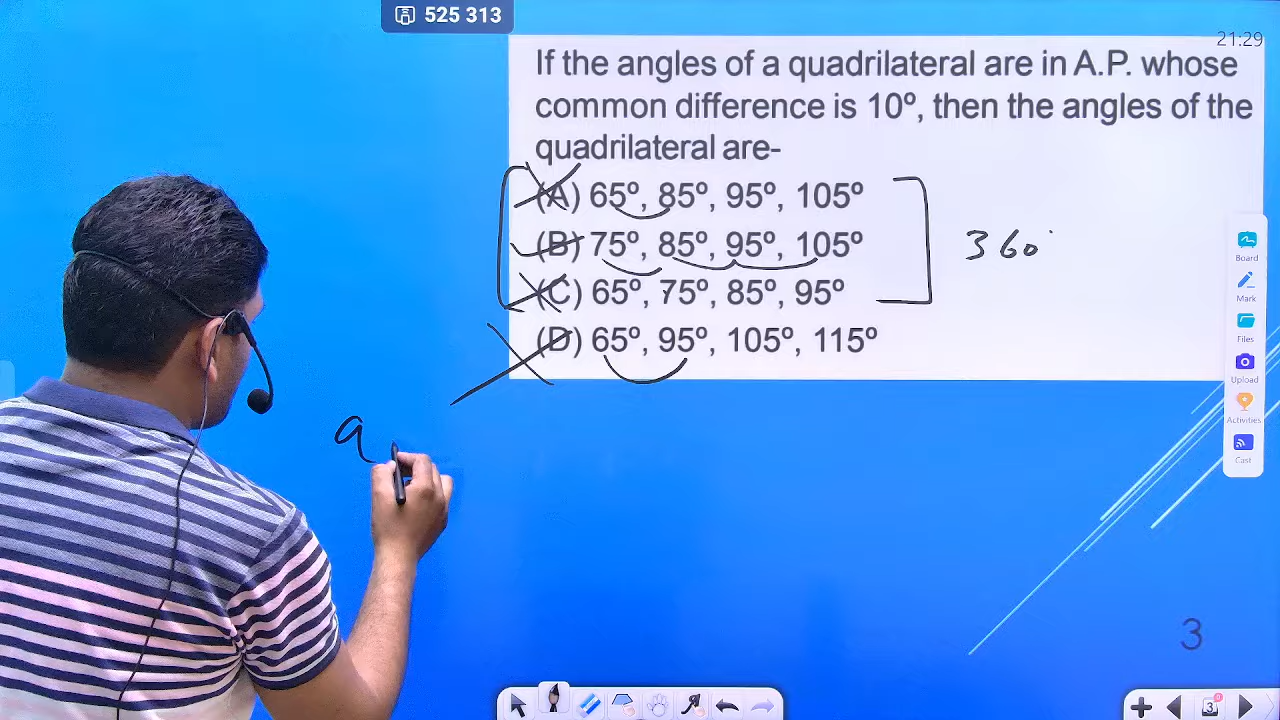 525 313
21:29
If the angles of a quadrilateral are in A.P. whose
common difference is 10º, then the angles of the
quadrilateral are-
(A) 65º, 85º, 95º, 105º
(B) 75º, 85º, 95º, 105º
(C) 65º, 75º, 85º, 95º
(D) 65º, 95º, 105º, 115º
360°
a
Board
Mark
Files
Upload
Activities
Cast
3
3